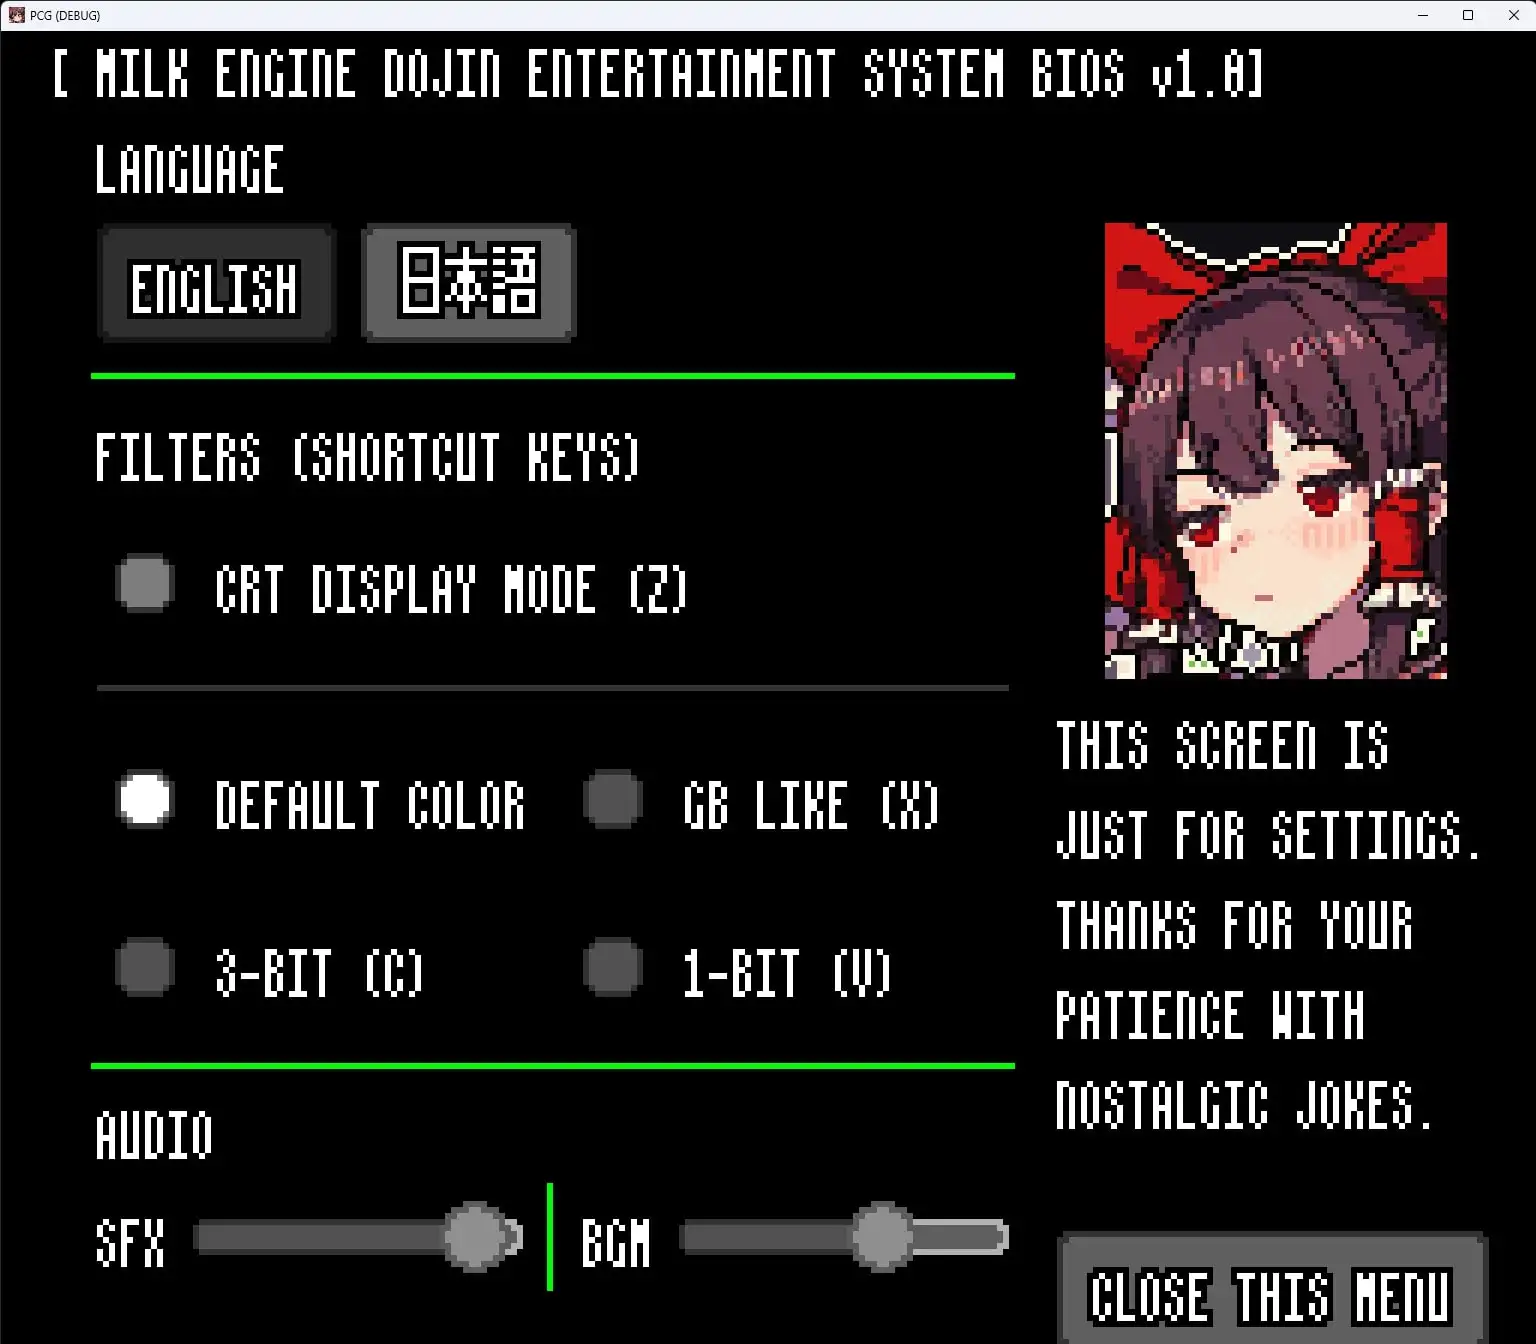 PCG (DEBUG)
[ MILK ENGINE DOJIN ENTERTAINMENT SYSTEM BIOS v1.0]
LANGUAGE
ENGLISH 日本語
FILTERS (SHORTCUT KEYS)
CRT DISPLAY MODE (Z)
DEFAULT COLOR GB LIKE (X)
3-BIT (C) 1-BIT (V)
AUDIO
SFX BGM
THIS SCREEN IS
JUST FOR SETTINGS.
THANKS FOR YOUR
PATIENCE WITH
NOSTALGIC JOKES.
CLOSE THIS MENU